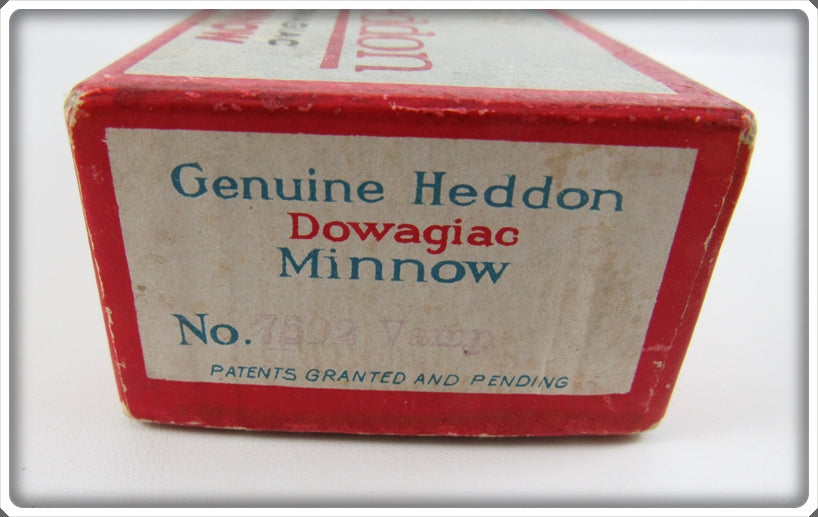 Genuine Heddon
Dowagiac
Minnow
No. 7502 Vamp
PATENTS GRANTED AND PENDING